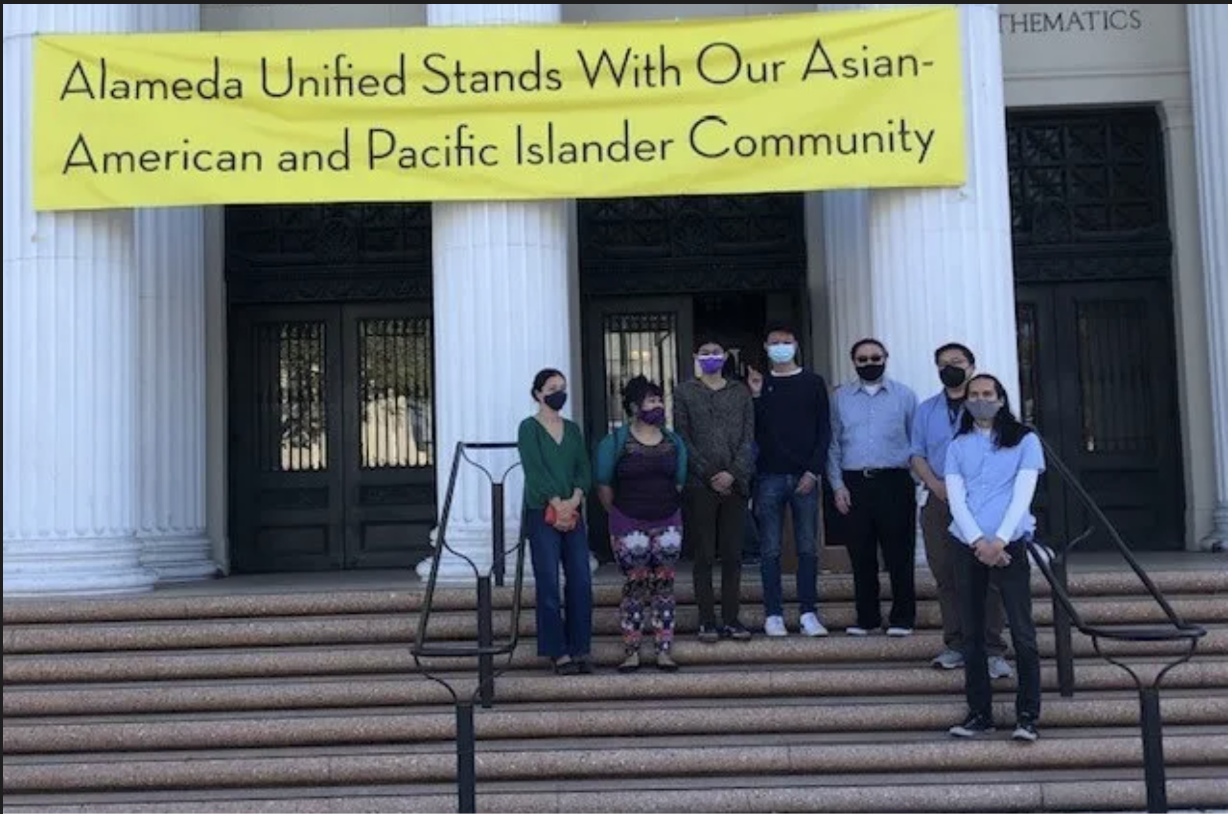 Alameda Unified Stands With Our Asian-
American and Pacific Islander Community
THEMATICS